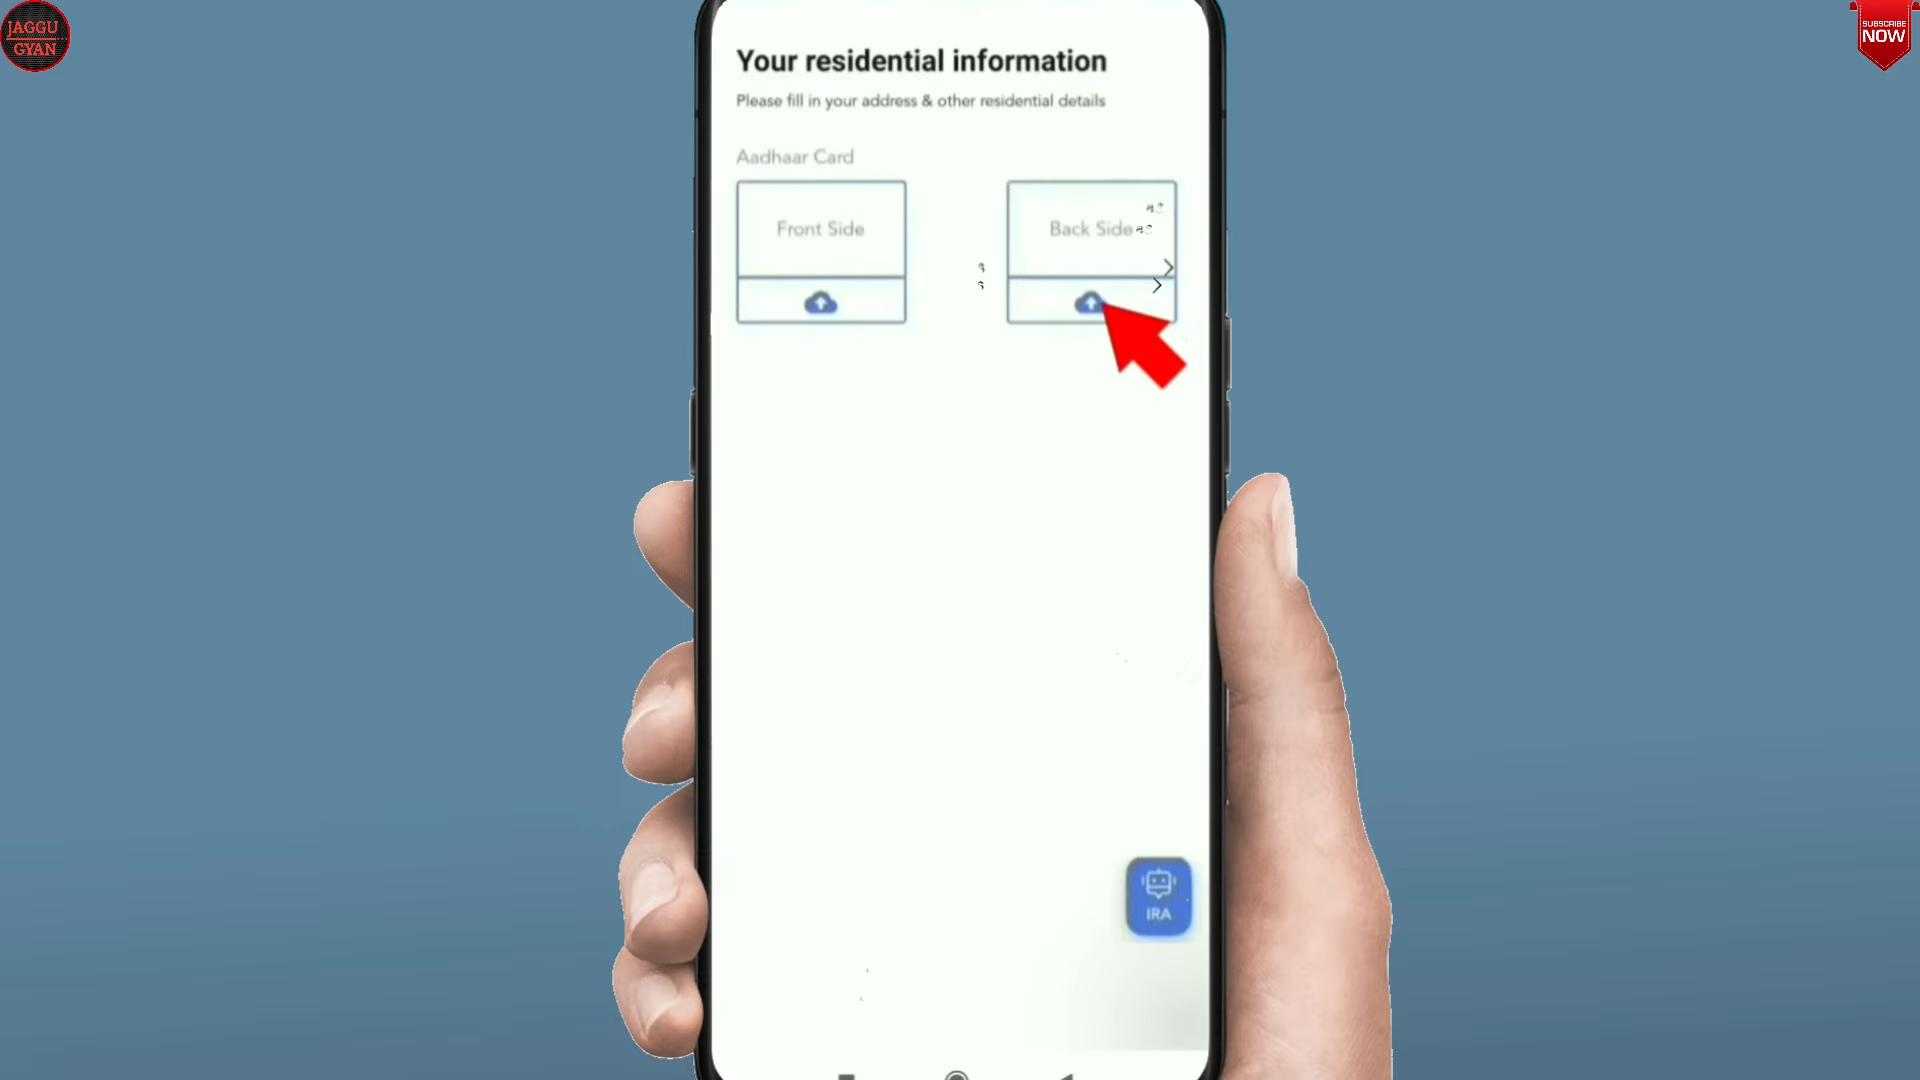 JAGGU
GYAN
SUBSCRIBE
NOW
Your residential information
Please fill in your address & other residential details
Aadhaar Card
Front Side
Back Side
IRA